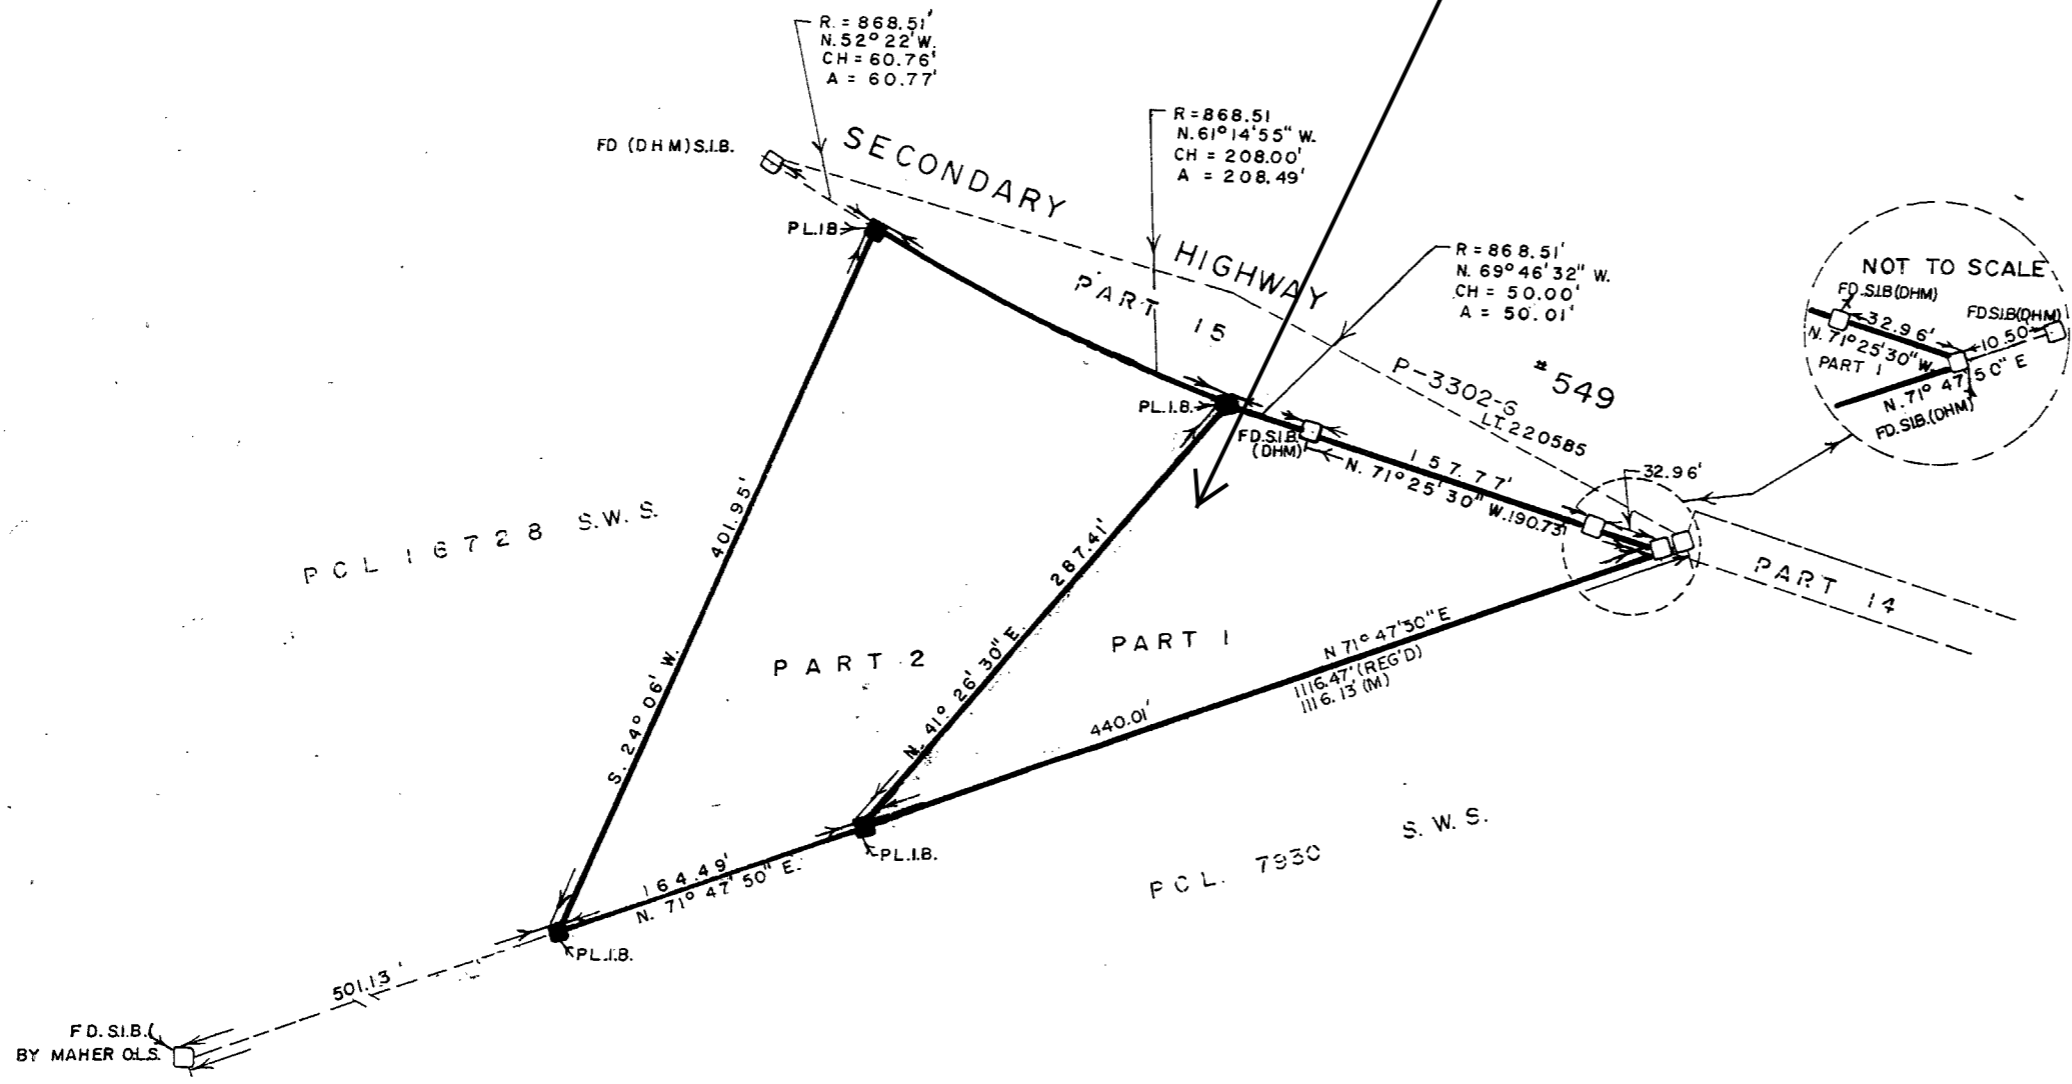 R. = 868.51'
N. 52° 22' W.
CH = 60.76'
A = 60.77'
R = 868.51
N. 61° 14' 55" W.
CH = 208.00'
A = 208.49'
FD (DHM) S.I.B.
SECONDARY
HIGHWAY
PL.I.B
PART 15
R = 868.51'
N. 69° 46' 32" W.
CH = 50.00'
A = 50.01'
NOT TO SCALE
FD.S.I.B (DHM)
FD.S.I.B (DHM)
32.96'
10.50'
N. 71° 25' 30" W.
PART 1
N. 71° 47' 50" E
FD.S.I.B. (DHM)
P-3302-6
# 549
LT. 220585
PL.I.B.
FD.S.I.B.
(DHM)
157.77'
N. 71° 25' 30" W. 190.73'
32.96'
PART 14
PCL 16728 S.W.S.
401.95'
S. 24° 06' W.
287.41'
N. 41° 26' 30" E.
PART 2
PART 1
N 71° 47' 50" E
1116.47' (REG'D)
1116.13' (M)
440.01'
PL.I.B.
164.49'
N. 71° 47' 50" E.
PL.I.B.
PCL. 7930 S.W.S.
501.13'
FD. S.I.B. (
BY MAHER O.L.S.